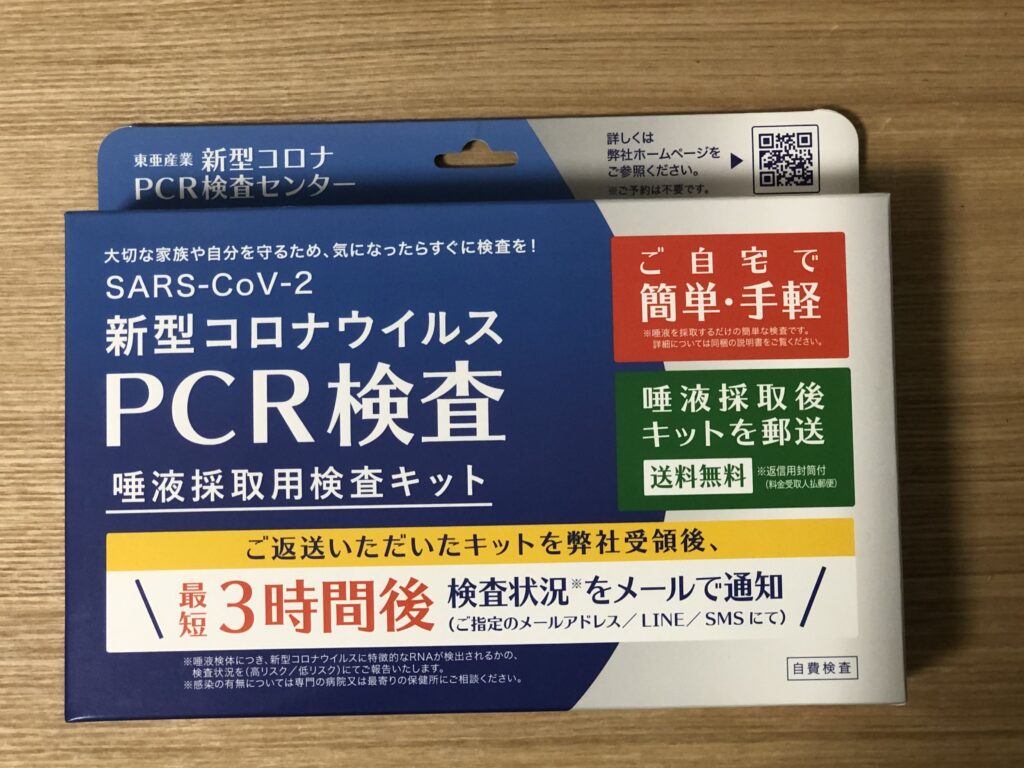 東亜産業 新型コロナ
PCR検査センター
詳しくは
弊社ホームページを
ご参照ください。
※ご予約は不要です。
大切な家族や自分を守るため、気になったらすぐに検査を!
SARS-CoV-2
新型コロナウイルス
PCR検査
唾液採取用検査キット
ご自宅で
簡単・手軽
※唾液を採取するだけの簡単な検査です。
詳細については同梱の説明書をご覧ください。
唾液採取後
キットを郵送
送料無料 ※返信用封筒付
(料金受取人払郵便)
ご返送いただいたキットを弊社受領後、
最短 3時間後 検査状況※をメールで通知
(ご指定のメールアドレス/LINE/SMSにて)
※唾液検体につき、新型コロナウイルスに特徴的なRNAが検出されるかの、
検査状況を(高リスク/低リスク)にてご報告いたします。
※感染の有無については専門の病院又は最寄りの保健所にご相談ください。
自費検査